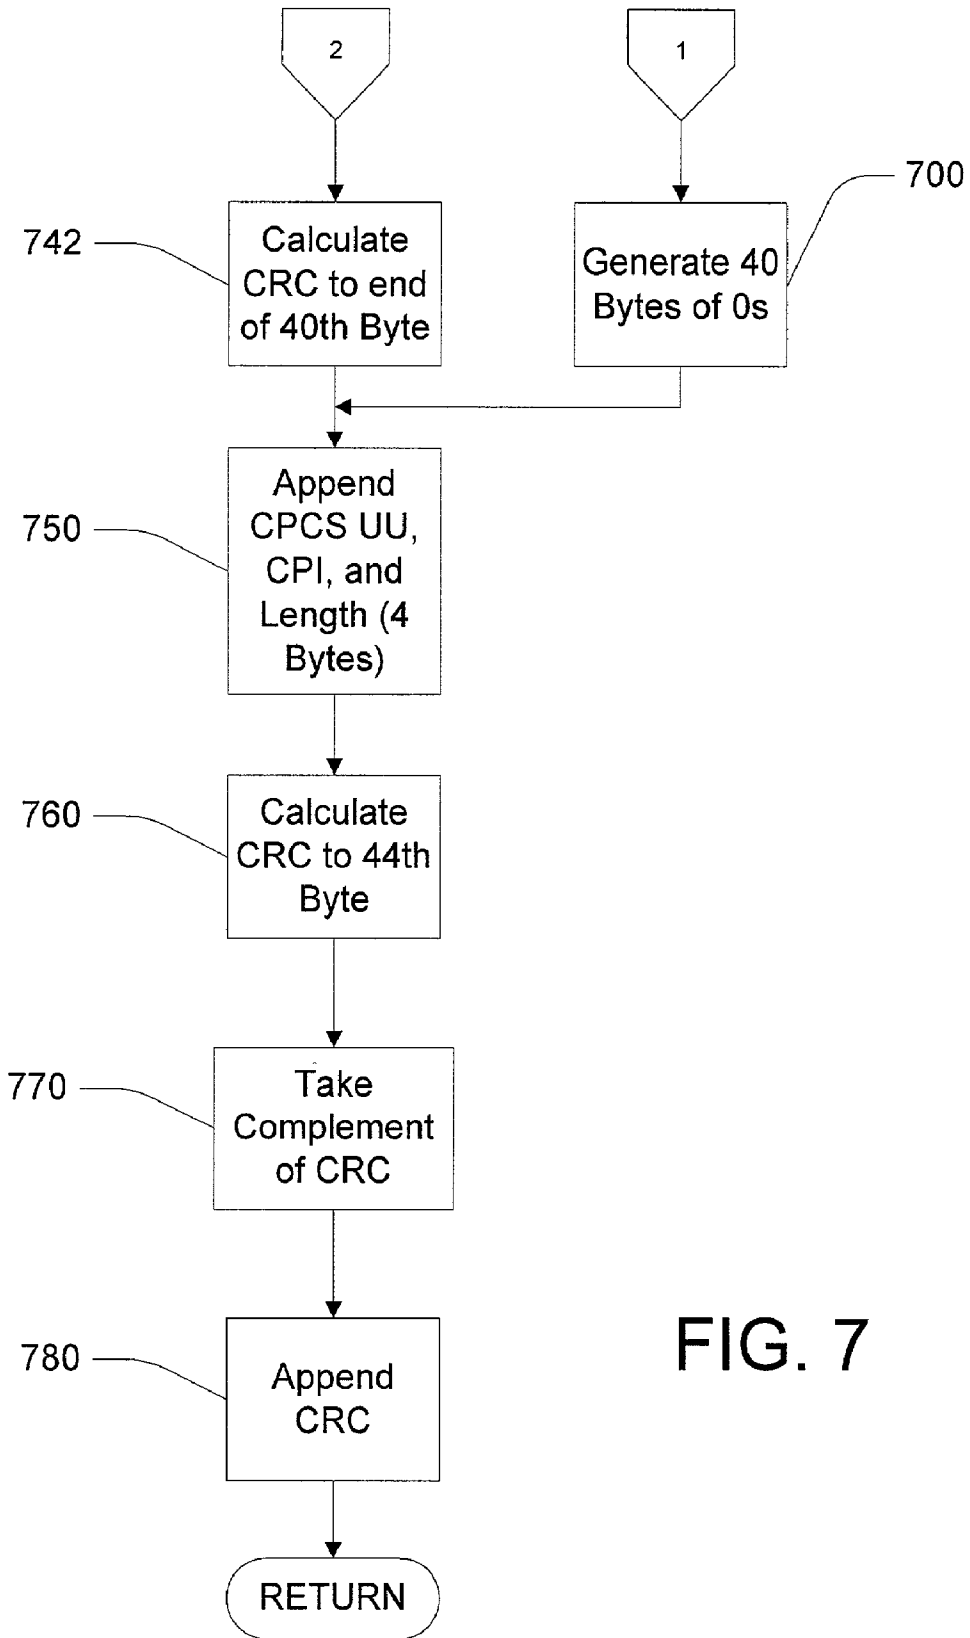 2
1
700
742
Calculate
CRC to end
of 40th Byte
Generate 40
Bytes of 0s
750
Append
CPCS UU,
CPI, and
Length (4
Bytes)
760
Calculate
CRC to 44th
Byte
770
Take
Complement
of CRC
780
Append
CRC
FIG. 7
RETURN